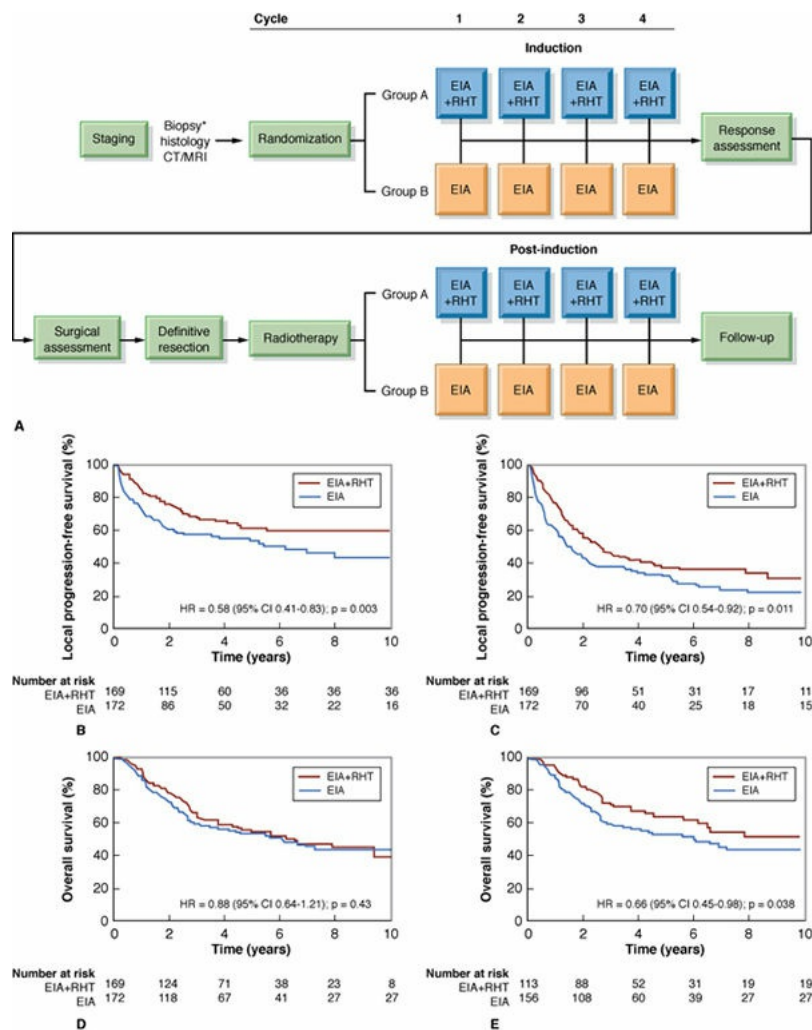 Cycle 1 2 3 4
Induction
Group A
EIA +RHT EIA +RHT EIA +RHT EIA +RHT
Staging
Biopsy* histology CT/MRI
Randomization
Response assessment
Group B
EIA EIA EIA EIA
Post-induction
Group A
EIA +RHT EIA +RHT EIA +RHT EIA +RHT
Surgical assessment
Definitive resection
Radiotherapy
Follow-up
Group B
EIA EIA EIA EIA
A
Local progression-free survival (%)
100
80
60
40
20
0
EIA+RHT
EIA
HR = 0.58 (95% CI 0.41-0.83); p = 0.003
0 2 4 6 8 10
Time (years)
Number at risk
EIA+RHT 169 115 60 36 36 36
EIA 172 86 50 32 22 16
B
Local progression-free survival (%)
100
80
60
40
20
0
EIA+RHT
EIA
HR = 0.70 (95% CI 0.54-0.92); p = 0.011
0 2 4 6 8 10
Time (years)
Number at risk
EIA+RHT 169 96 51 31 17 11
EIA 172 70 40 25 18 15
C
Overall survival (%)
100
80
60
40
20
0
EIA+RHT
EIA
HR = 0.88 (95% CI 0.64-1.21); p = 0.43
0 2 4 6 8 10
Time (years)
Number at risk
EIA+RHT 169 124 71 38 23 8
EIA 172 118 67 41 27 27
D
Overall survival (%)
100
80
60
40
20
0
EIA+RHT
EIA
HR = 0.66 (95% CI 0.45-0.98); p = 0.038
0 2 4 6 8 10
Time (years)
Number at risk
EIA+RHT 113 88 52 31 19 19
EIA 156 108 60 39 27 27
E